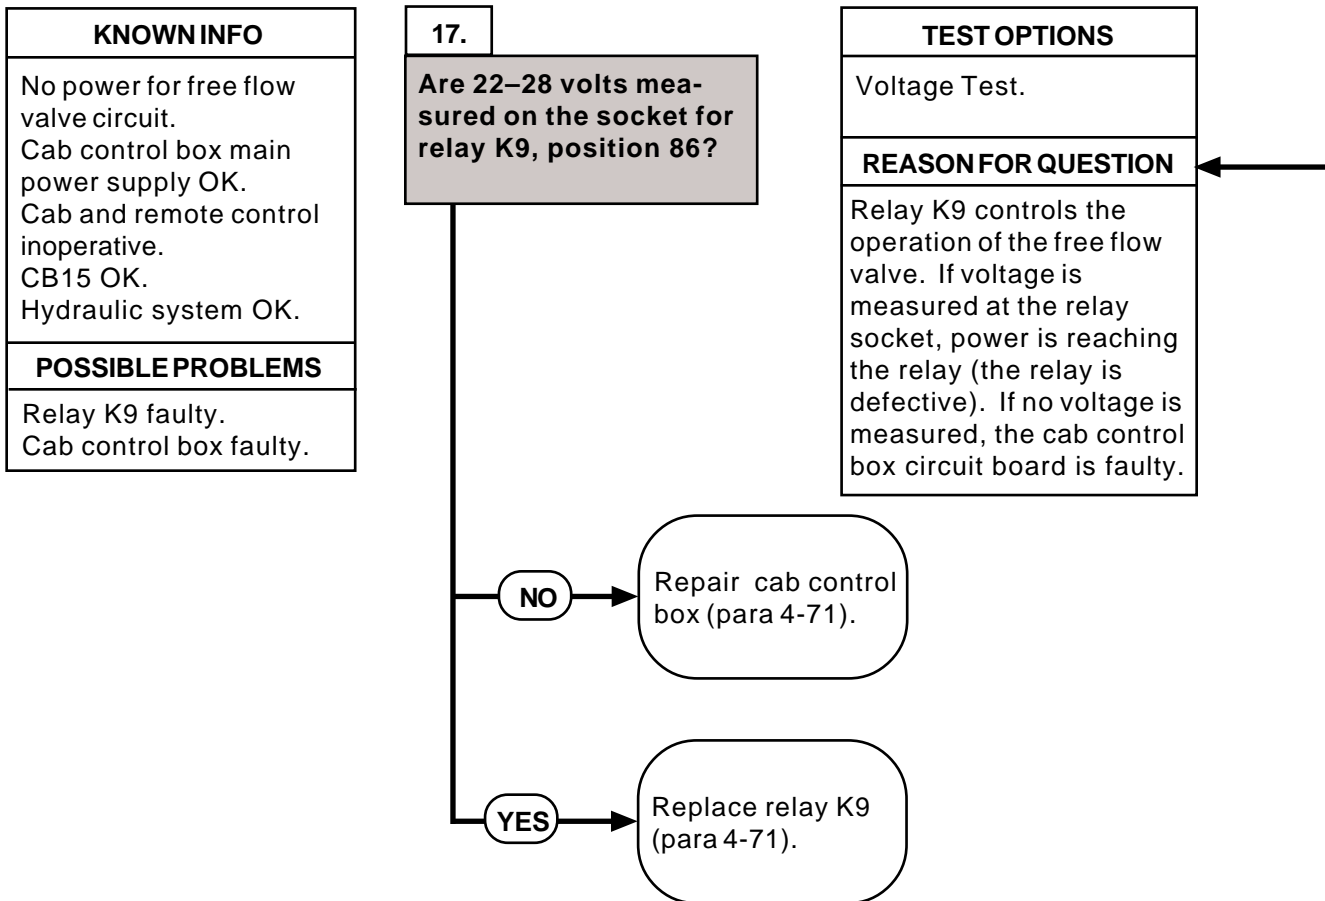 KNOWN INFO
No power for free flow
valve circuit.
Cab control box main
power supply OK.
Cab and remote control
inoperative.
CB15 OK.
Hydraulic system OK.
POSSIBLE PROBLEMS
Relay K9 faulty.
Cab control box faulty.
17.
Are 22–28 volts mea-
sured on the socket for
relay K9, position 86?
TEST OPTIONS
Voltage Test.
REASON FOR QUESTION
Relay K9 controls the
operation of the free flow
valve. If voltage is
measured at the relay
socket, power is reaching
the relay (the relay is
defective). If no voltage is
measured, the cab control
box circuit board is faulty.
NO
Repair cab control
box (para 4-71).
YES
Replace relay K9
(para 4-71).